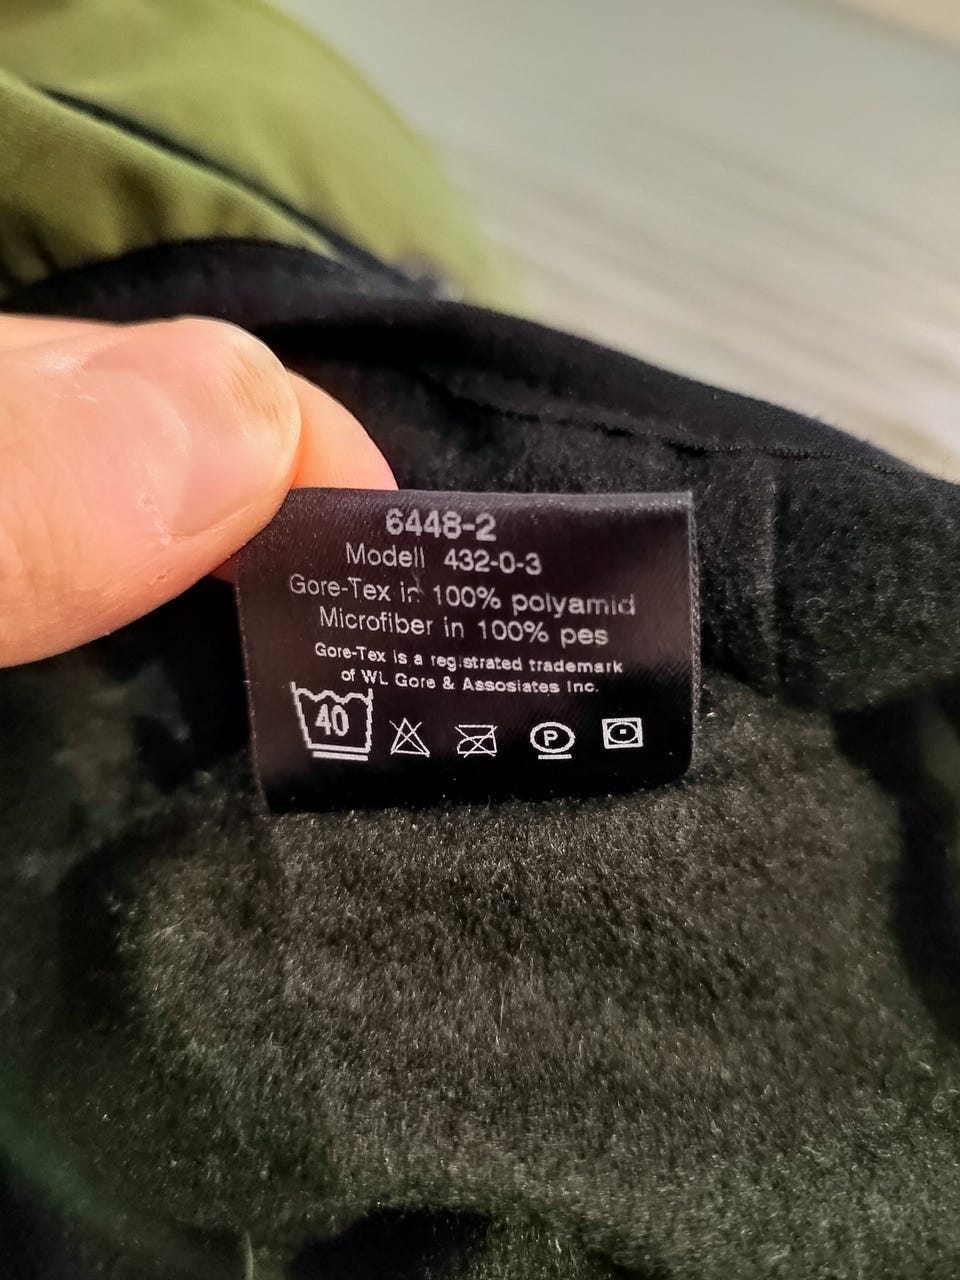 6448-2
Modell 432-0-3
Gore-Tex in 100% polyamid
Microfiber in 100% pes
Gore-Tex is a registrated trademark
of WL Gore & Assosiates Inc.
40
P